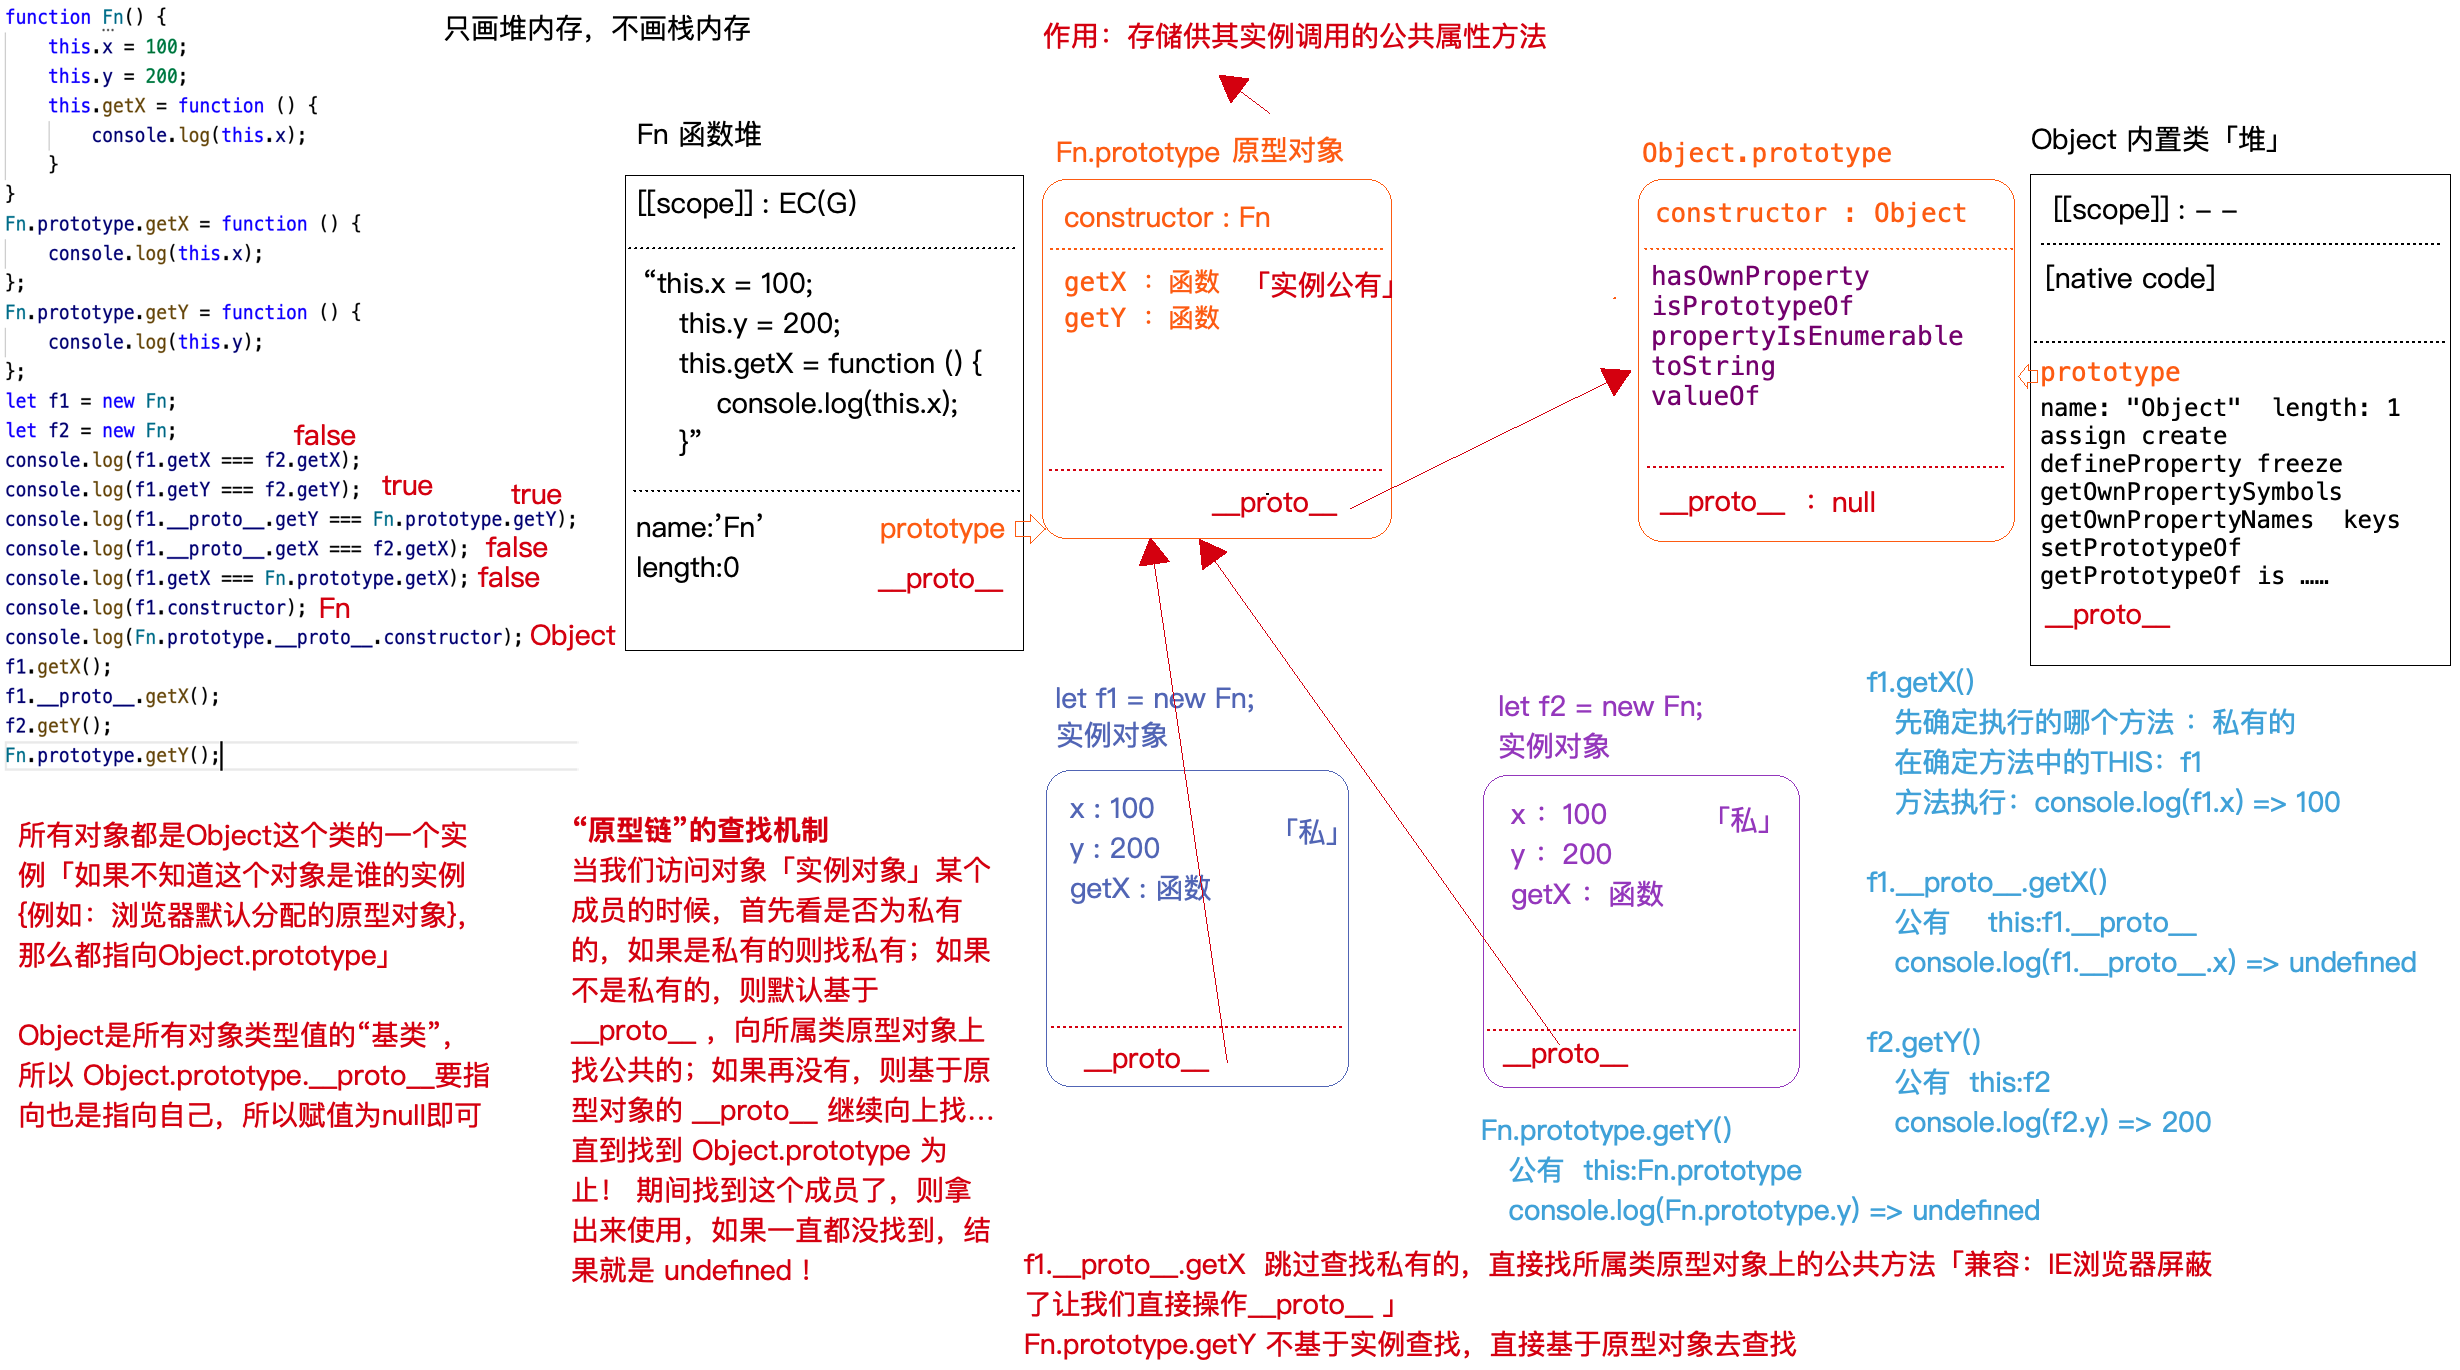 function Fn() {
this.x = 100;
this.y = 200;
this.getX = function () {
console.log(this.x);
}
}
Fn.prototype.getX = function () {
console.log(this.x);
};
Fn.prototype.getY = function () {
console.log(this.y);
};
let f1 = new Fn;
let f2 = new Fn;
false
console.log(f1.getX === f2.getX);
console.log(f1.getY === f2.getY); true
true
console.log(f1.__proto__.getY === Fn.prototype.getY);
console.log(f1.__proto__.getX === f2.getX); false
console.log(f1.getX === Fn.prototype.getX); false
console.log(f1.constructor); Fn
console.log(Fn.prototype.__proto__.constructor); Object
f1.getX();
f1.__proto__.getX();
f2.getY();
Fn.prototype.getY();
只画堆内存，不画栈内存
Fn 函数堆
[[scope]] : EC(G)
“this.x = 100;
this.y = 200;
this.getX = function () {
console.log(this.x);
}”
name:’Fn’
length:0
prototype
__proto__
作用：存储供其实例调用的公共属性方法
Fn.prototype 原型对象
constructor : Fn
getX : 函数 「实例公有」
getY : 函数
__proto__
Object.prototype
constructor : Object
hasOwnProperty
isPrototypeOf
propertyIsEnumerable
toString
valueOf
__proto__ : null
Object 内置类「堆」
[[scope]] : – –
[native code]
prototype
name: "Object" length: 1
assign create
defineProperty freeze
getOwnPropertySymbols
getOwnPropertyNames keys
setPrototypeOf
getPrototypeOf is ……
__proto__
let f1 = new Fn;
实例对象
x : 100
y : 200
getX : 函数
「私」
__proto__
let f2 = new Fn;
实例对象
x : 100
y : 200
getX : 函数
「私」
__proto__
f1.getX()
先确定执行的哪个方法 : 私有的
在确定方法中的THIS：f1
方法执行：console.log(f1.x) => 100
f1.__proto__.getX()
公有 this:f1.__proto__
console.log(f1.__proto__.x) => undefined
f2.getY()
公有 this:f2
console.log(f2.y) => 200
Fn.prototype.getY()
公有 this:Fn.prototype
console.log(Fn.prototype.y) => undefined
所有对象都是Object这个类的一个实
例「如果不知道这个对象是谁的实例
{例如：浏览器默认分配的原型对象}，
那么都指向Object.prototype」
Object是所有对象类型值的“基类”，
所以 Object.prototype.__proto__要指
向也是指向自己，所以赋值为null即可
“原型链”的查找机制
当我们访问对象「实例对象」某个
成员的时候，首先看是否为私有
的，如果是私有的则找私有；如果
不是私有的，则默认基于
__proto__ ，向所属类原型对象上
找公共的；如果再没有，则基于原
型对象的 __proto__ 继续向上找...
直到找到 Object.prototype 为
止！ 期间找到这个成员了，则拿
出来使用，如果一直都没找到，结
果就是 undefined！
f1.__proto__.getX 跳过查找私有的，直接找所属类原型对象上的公共方法「兼容：IE浏览器屏蔽
了让我们直接操作__proto__ 」
Fn.prototype.getY 不基于实例查找，直接基于原型对象去查找